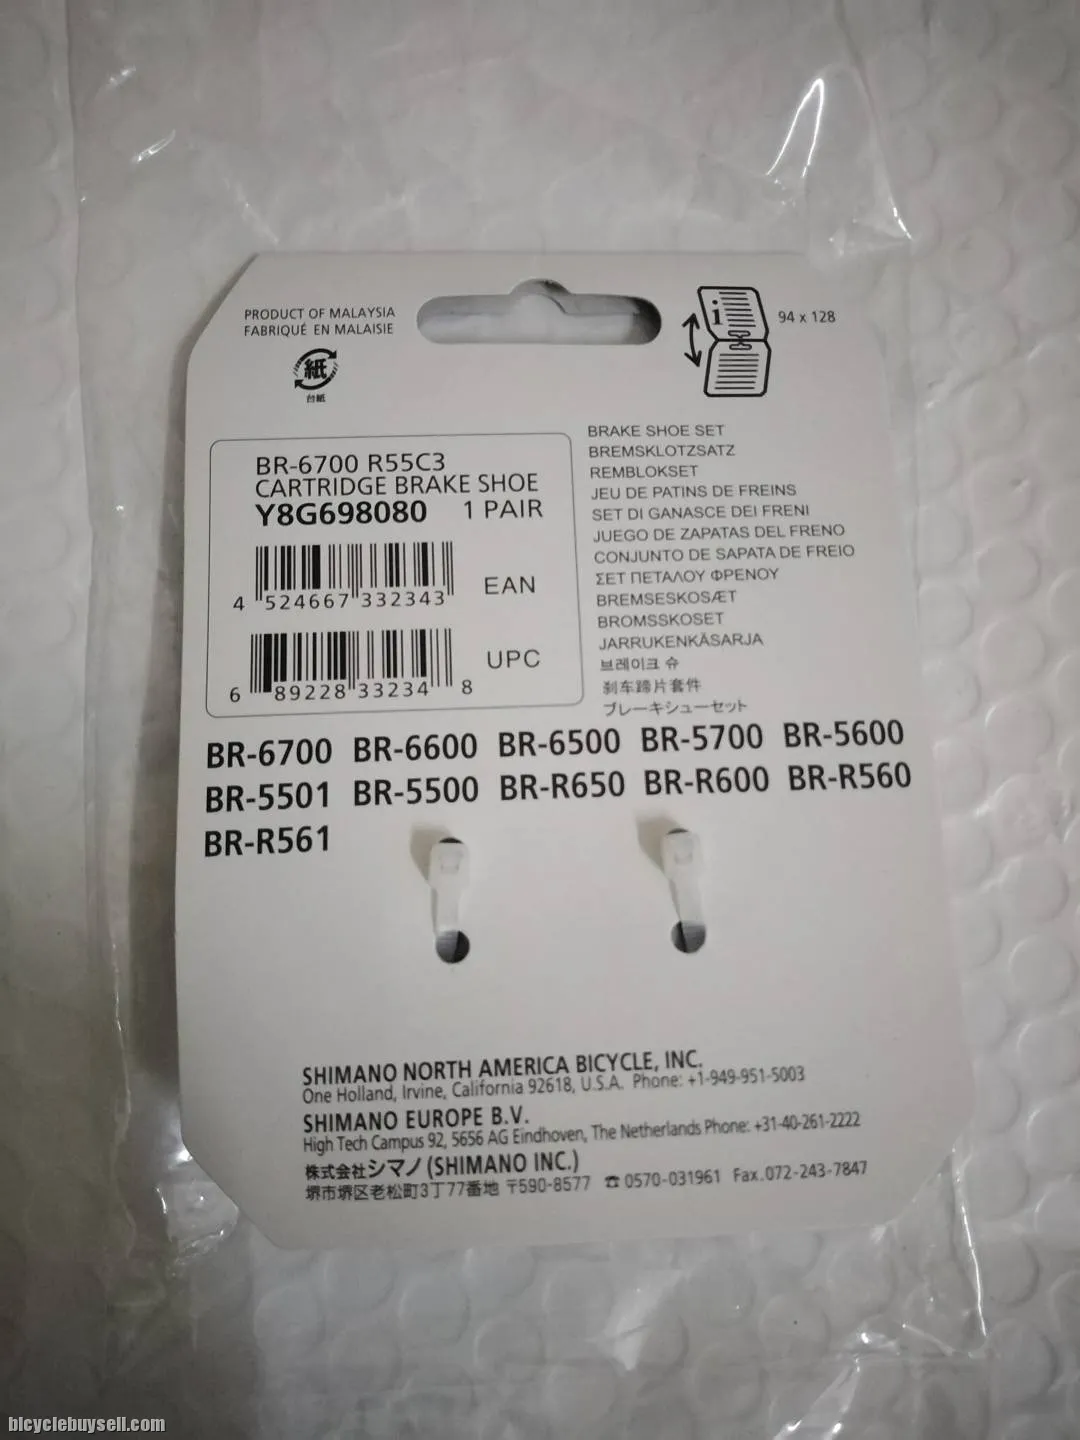 PRODUCT OF MALAYSIA
FABRIQUÉ EN MALAISIE
紙
台紙
i
94 x 128
BR-6700 R55C3
CARTRIDGE BRAKE SHOE
Y8G698080 1 PAIR
4 524667 332343 EAN
6 89228 33234 8 UPC
BRAKE SHOE SET
BREMSKLOTZSATZ
REMBLOKSET
JEU DE PATINS DE FREINS
SET DI GANASCE DEI FRENI
JUEGO DE ZAPATAS DEL FRENO
CONJUNTO DE SAPATA DE FREIO
ΣΕΤ ΠΕΤΑΛΟΥ ΦΡΕΝΟΥ
BREMSESKOSÆT
BROMSSKOSET
JARRUKENKÄSARJA
브레이크 슈
刹车蹄片套件
ブレーキシューセット
BR-6700 BR-6600 BR-6500 BR-5700 BR-5600
BR-5501 BR-5500 BR-R650 BR-R600 BR-R560
BR-R561
SHIMANO NORTH AMERICA BICYCLE, INC.
One Holland, Irvine, California 92618, U.S.A. Phone: +1-949-951-5003
SHIMANO EUROPE B.V.
High Tech Campus 92, 5656 AG Eindhoven, The Netherlands Phone: +31-40-261-2222
株式会社シマノ (SHIMANO INC.)
堺市堺区老松町3丁77番地 〒590-8577 ☎ 0570-031961 Fax.072-243-7847
bicyclebuysell.com